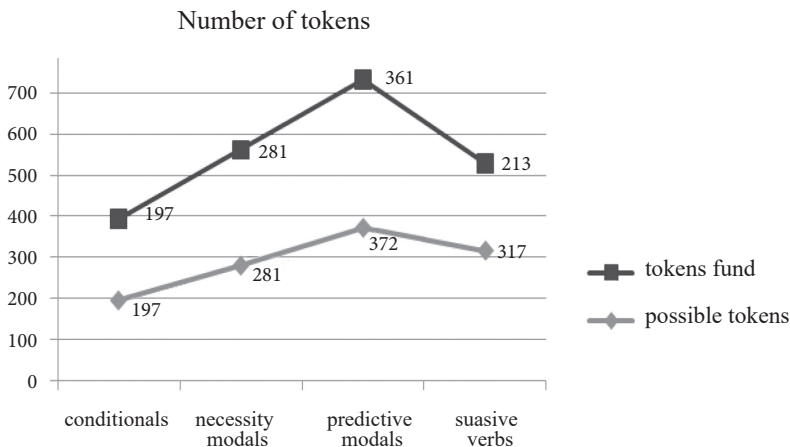 Number of tokens
700
600
500
400
300
200
100
0
361
281
213
197
372
317
281
197
tokens fund
possible tokens
conditionals
necessity
modals
predictive
modals
suasive
verbs